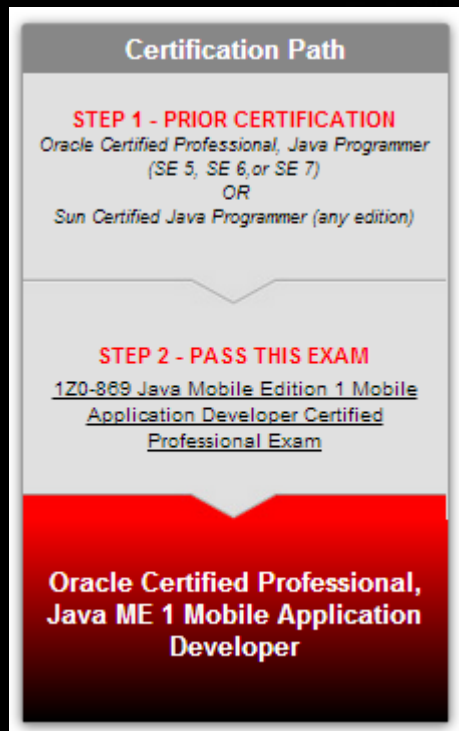 Certification Path
STEP 1 - PRIOR CERTIFICATION
Oracle Certified Professional, Java Programmer
(SE 5, SE 6,or SE 7)
OR
Sun Certified Java Programmer (any edition)
STEP 2 - PASS THIS EXAM
1Z0-869 Java Mobile Edition 1 Mobile
Application Developer Certified
Professional Exam
Oracle Certified Professional,
Java ME 1 Mobile Application
Developer